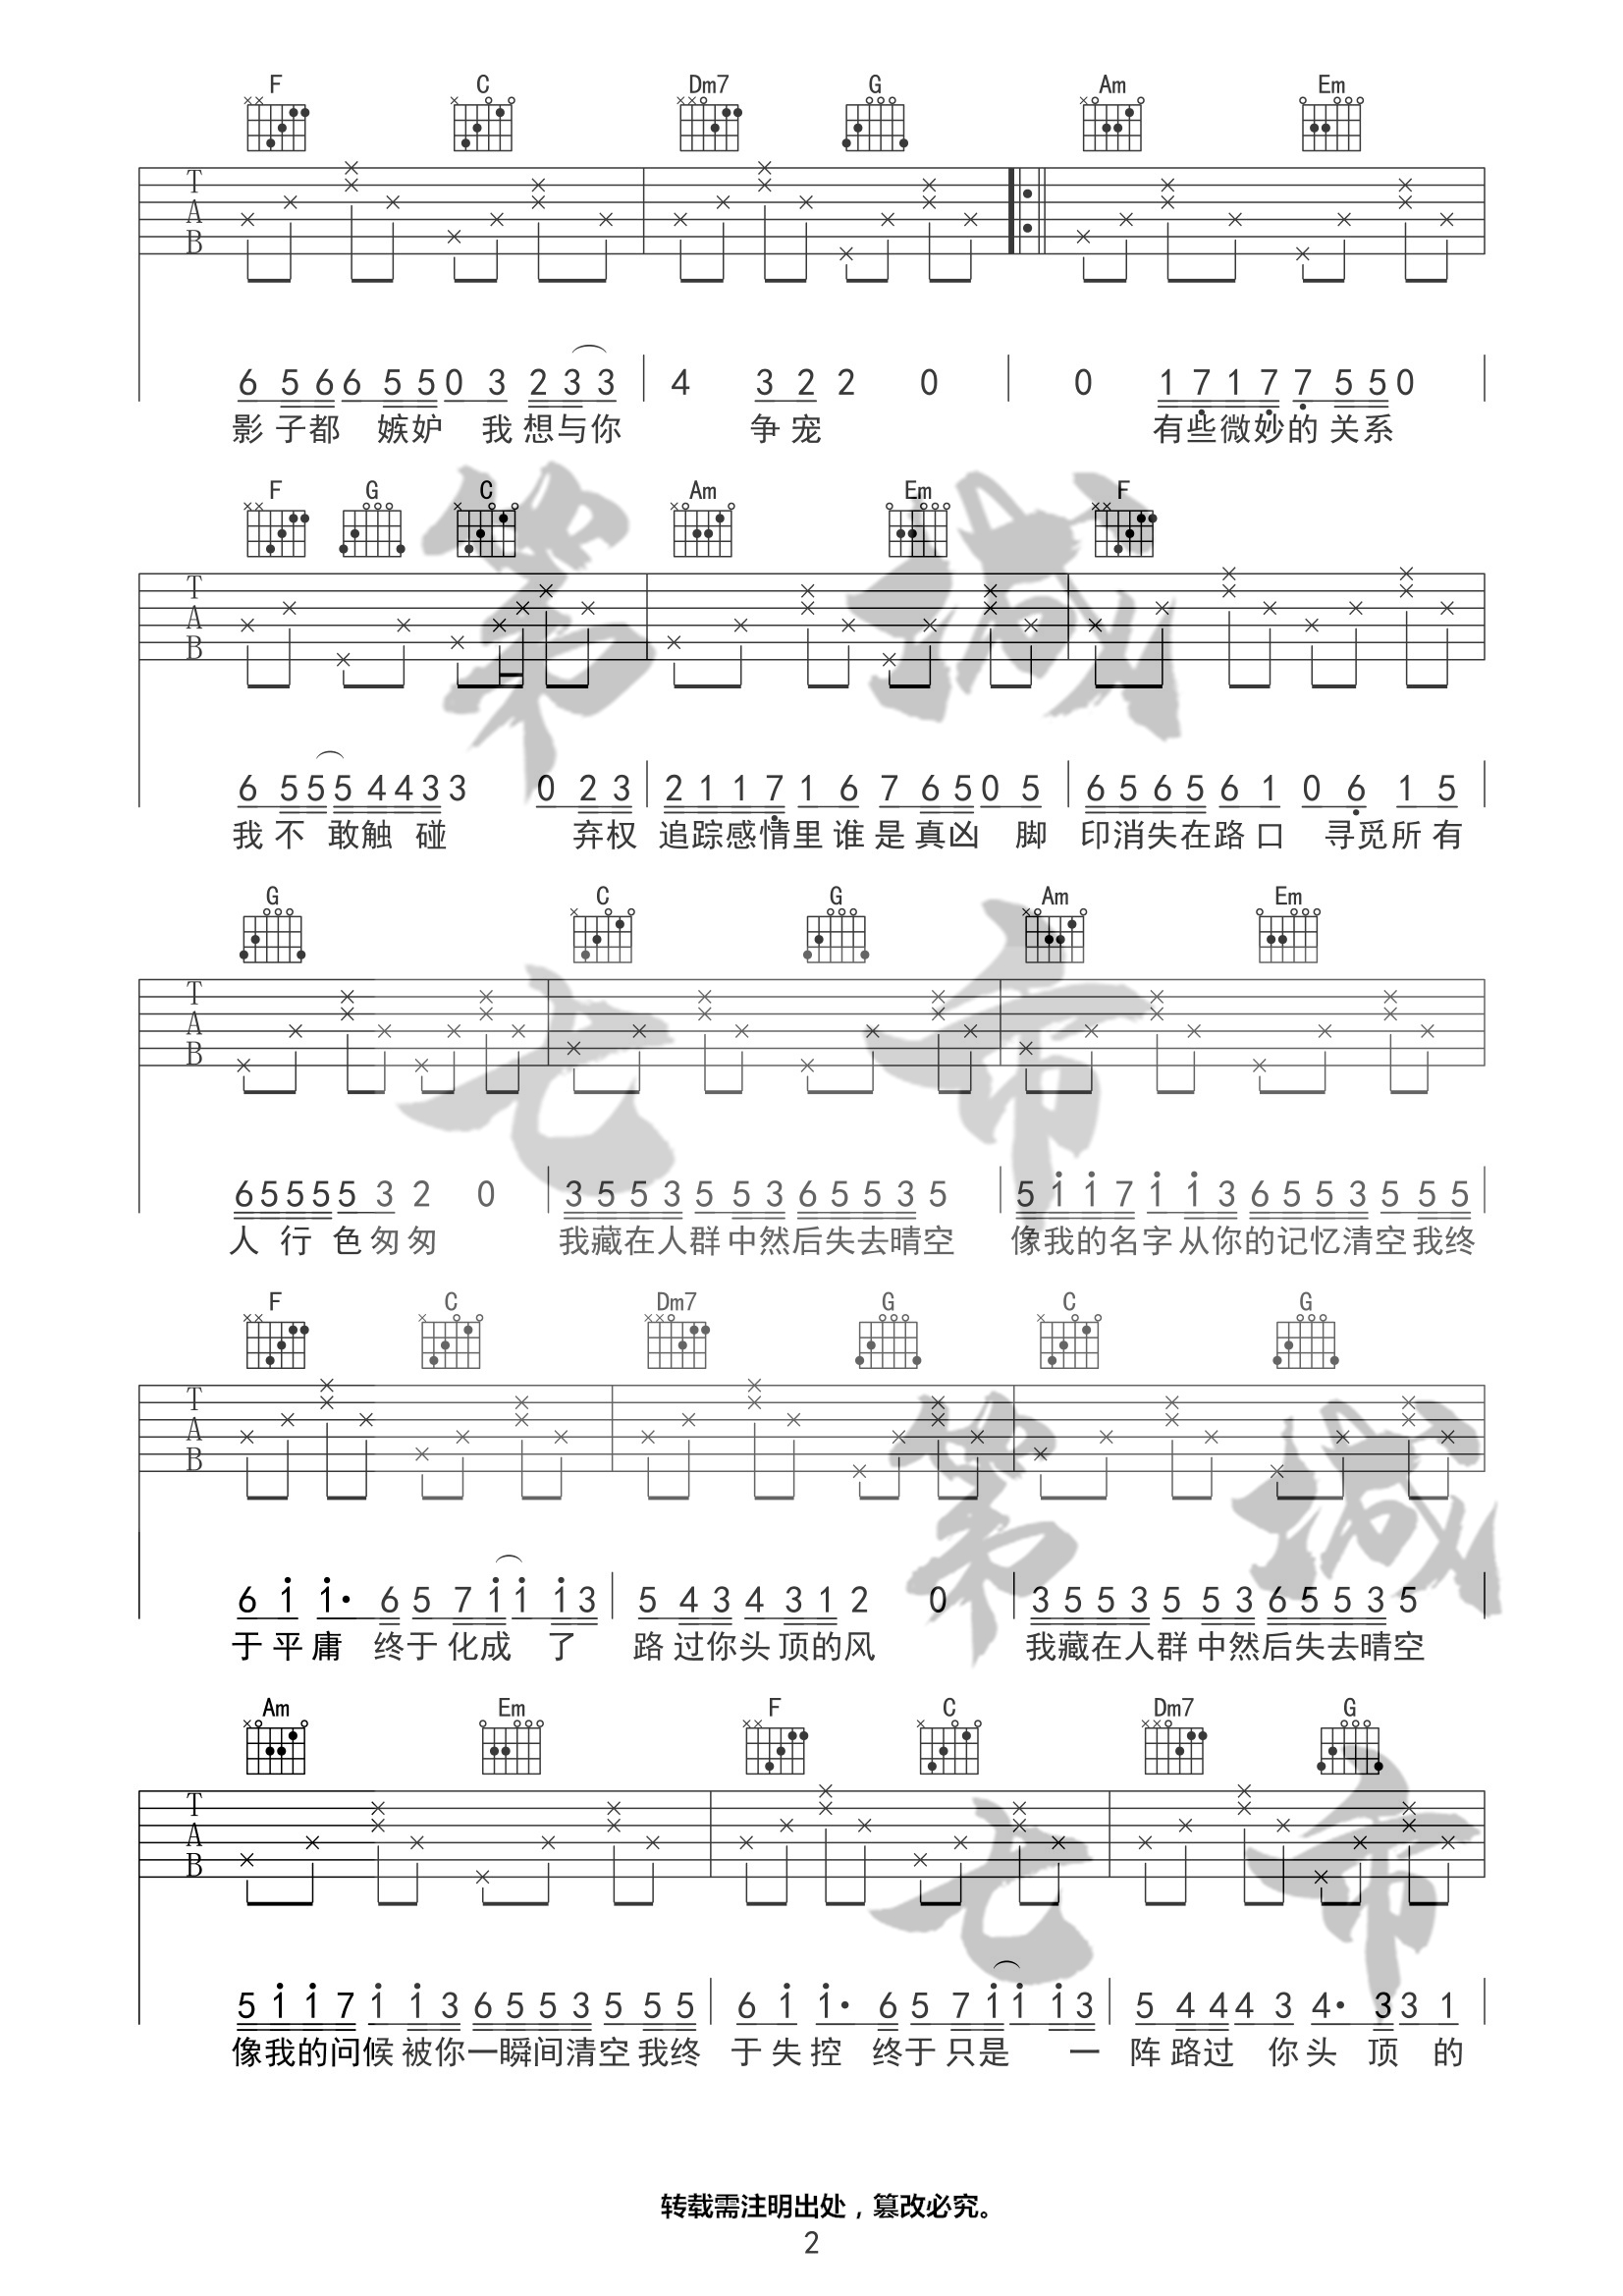 F C Dm7 G Am Em
T
A
B
6 5 6 6 5 5 0 3 2 3 3 4 3 2 2 0 0 1 7 1 7 7 5 5 0
影子都 嫉妒 我想与你 争宠 有些微妙的关系
F G C Am Em F
T
A
B
6 5 5 5 4 4 3 3 0 2 3 2 1 1 7 1 6 7 6 5 0 5 6 5 6 5 6 1 0 6 1 5
我不 敢触碰 弃权 追踪感情里谁是真凶 脚 印消失在路口 寻觅所有
G C G Am Em
T
A
B
6 5 5 5 5 3 2 0 3 5 5 3 5 5 3 6 5 5 3 5 5 1 1 7 1 1 3 6 5 5 3 5 5 5
人行色匆匆 我藏在人群中然后失去晴空 像我的名字从你的记忆清空我终
F C Dm7 G C G
T
A
B
6 1 1· 6 5 7 1 1 1 3 5 4 3 4 3 1 2 0 3 5 5 3 5 5 3 6 5 5 3 5
于平庸 终于化成 了 路过你头顶的风 我藏在人群中然后失去晴空
Am Em F C Dm7 G
T
A
B
5 1 1 7 1 1 3 6 5 5 3 5 5 5 6 1 1· 6 5 7 1 1 1 3 5 4 4 4 3 4· 3 3 1
像我的问候被你一瞬间清空我终 于失控 终于只是 一 阵路过 你头 顶 的
第 七 城 市
第 七 城 市
转载需注明出处，篡改必究。
2